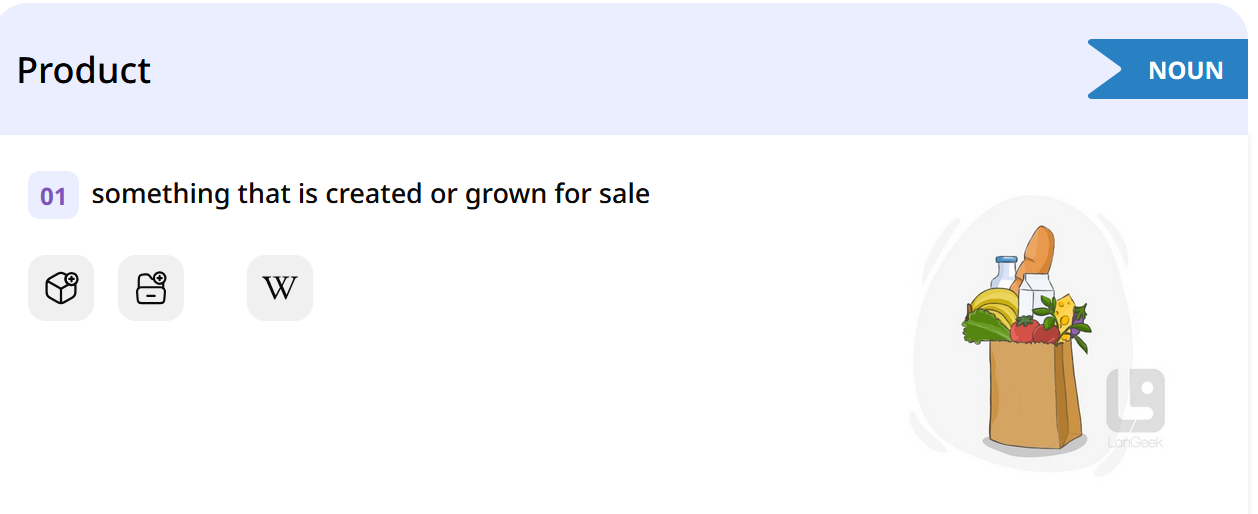 Product
NOUN
01 something that is created or grown for sale
W
LanGeek